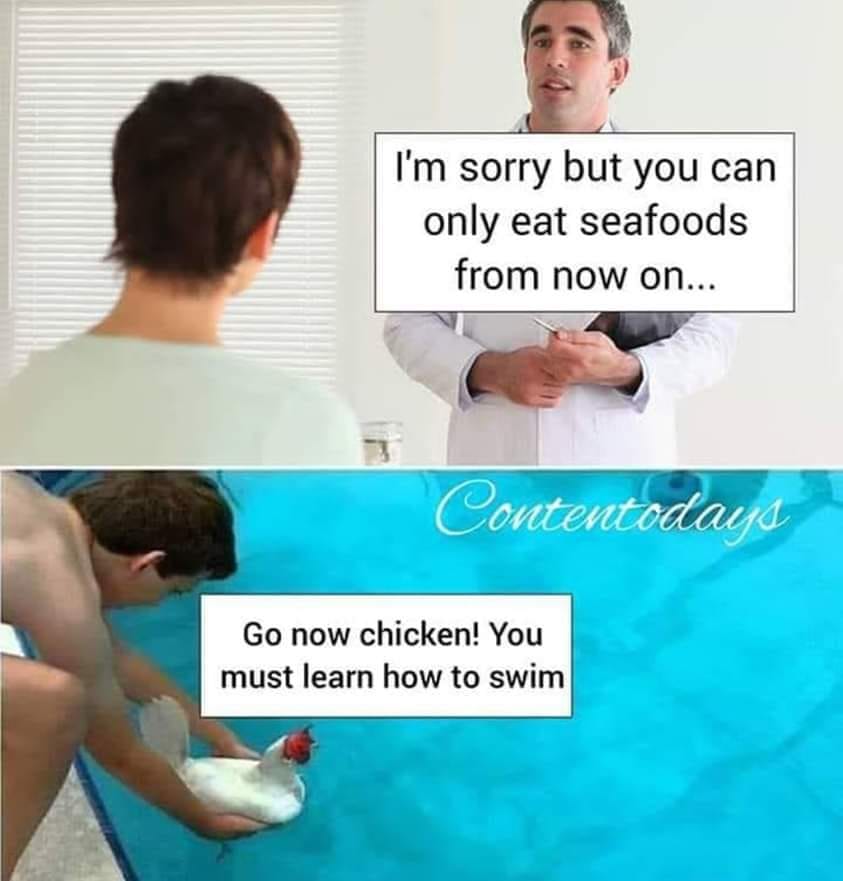 I'm sorry but you can
only eat seafoods
from now on...
Contentodays
Go now chicken! You
must learn how to swim